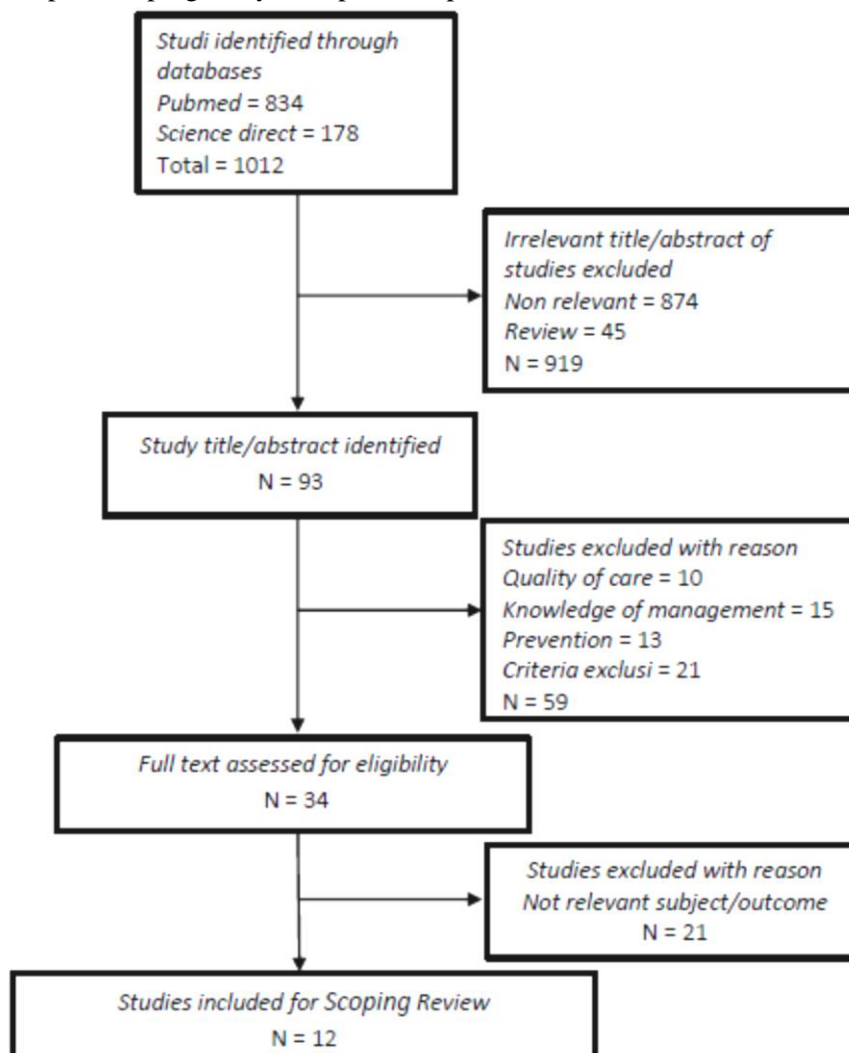 Studi identified through
databases
Pubmed = 834
Science direct = 178
Total = 1012
Irrelevant title/abstract of
studies excluded
Non relevant = 874
Review = 45
N = 919
Study title/abstract identified
N = 93
Studies excluded with reason
Quality of care = 10
Knowledge of management = 15
Prevention = 13
Criteria exclusi = 21
N = 59
Full text assessed for eligibility
N = 34
Studies excluded with reason
Not relevant subject/outcome
N = 21
Studies included for Scoping Review
N = 12